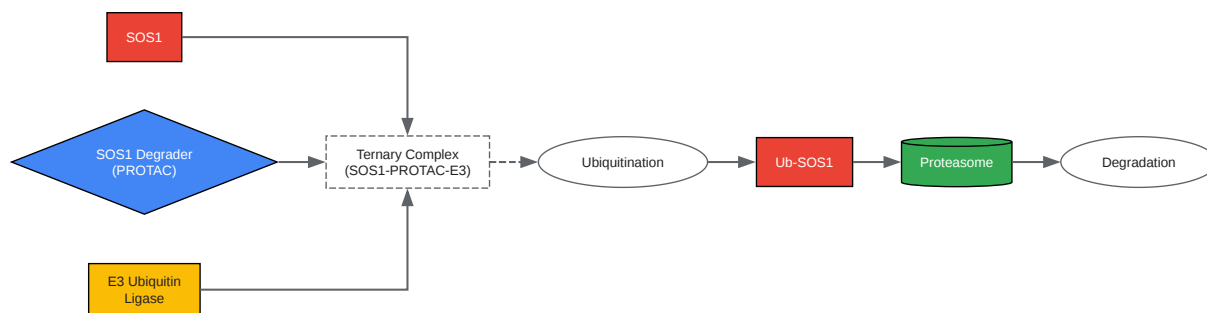 SOS1
SOS1 Degrader
(PROTAC)
E3 Ubiquitin
Ligase
Ternary Complex
(SOS1-PROTAC-E3)
Ubiquitination
Ub-SOS1
Proteasome
Degradation